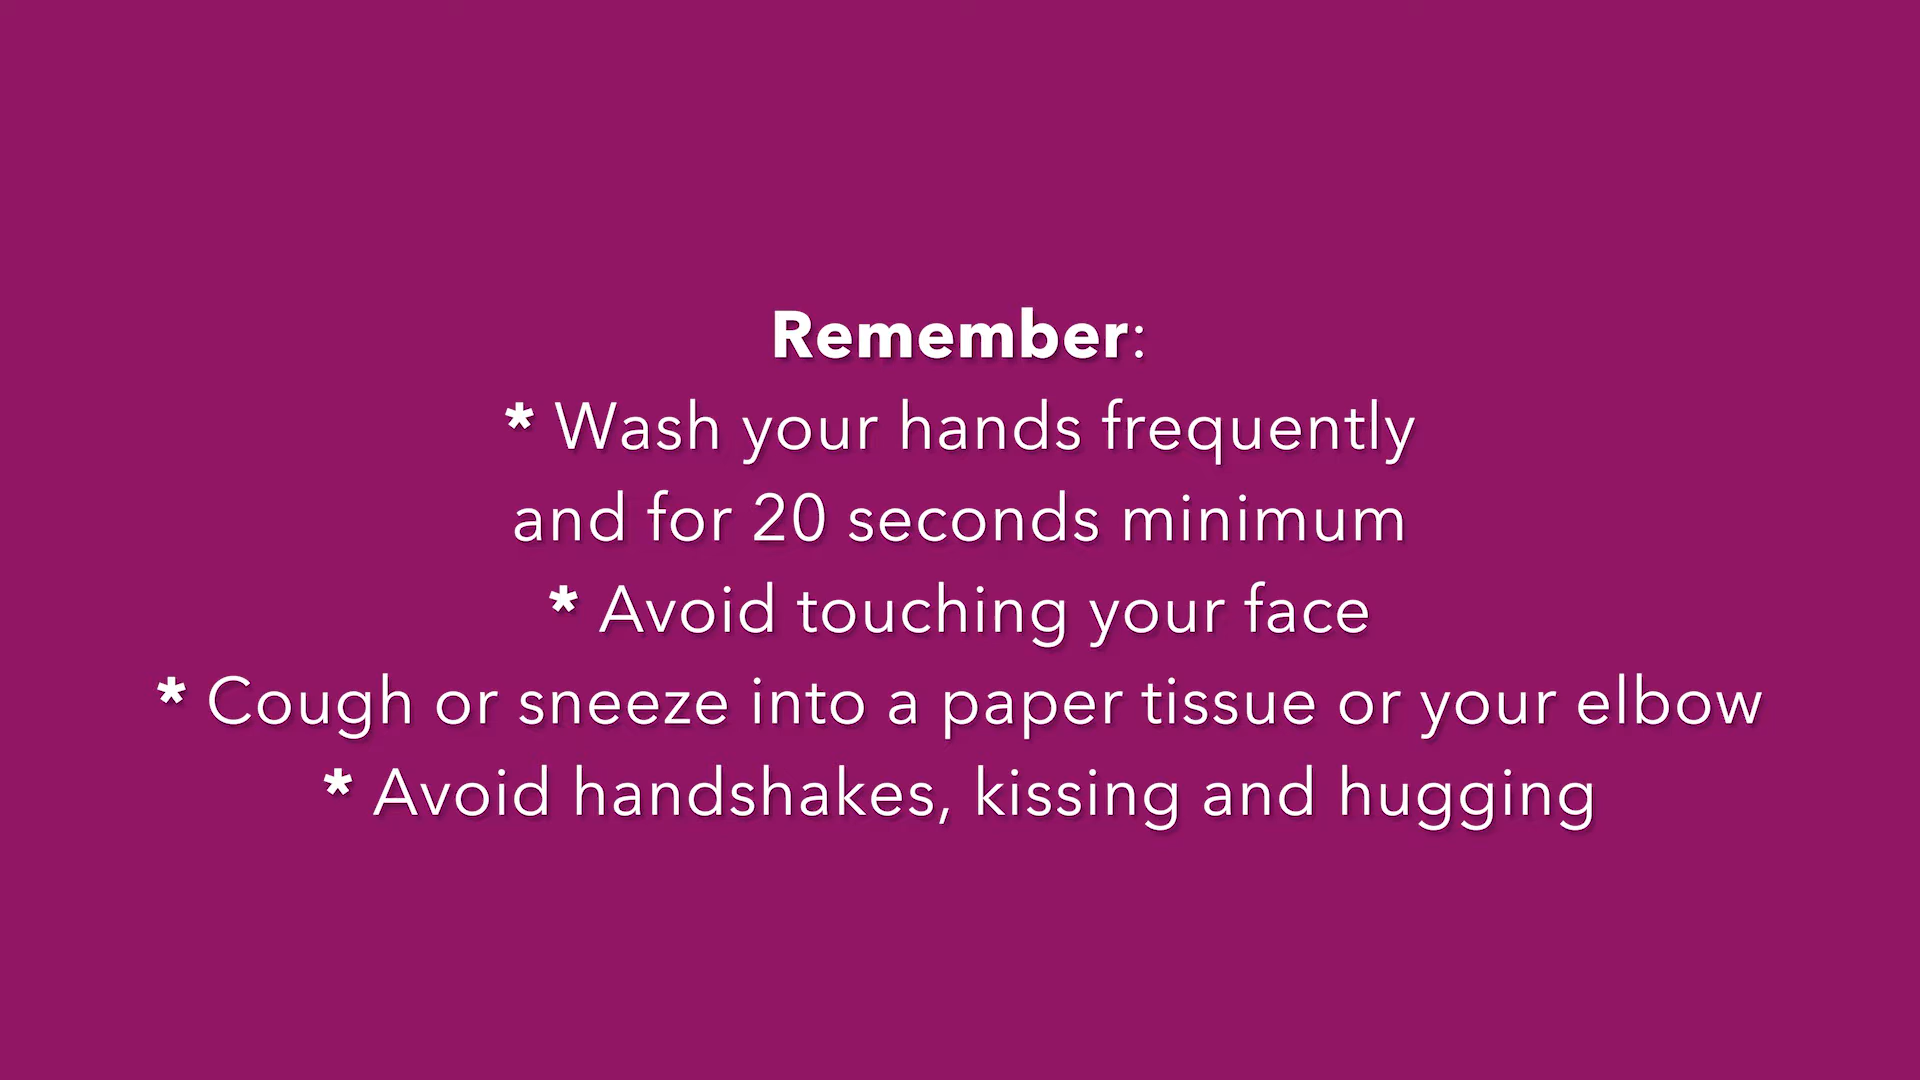 Remember:
* Wash your hands frequently
and for 20 seconds minimum
* Avoid touching your face
* Cough or sneeze into a paper tissue or your elbow
* Avoid handshakes, kissing and hugging